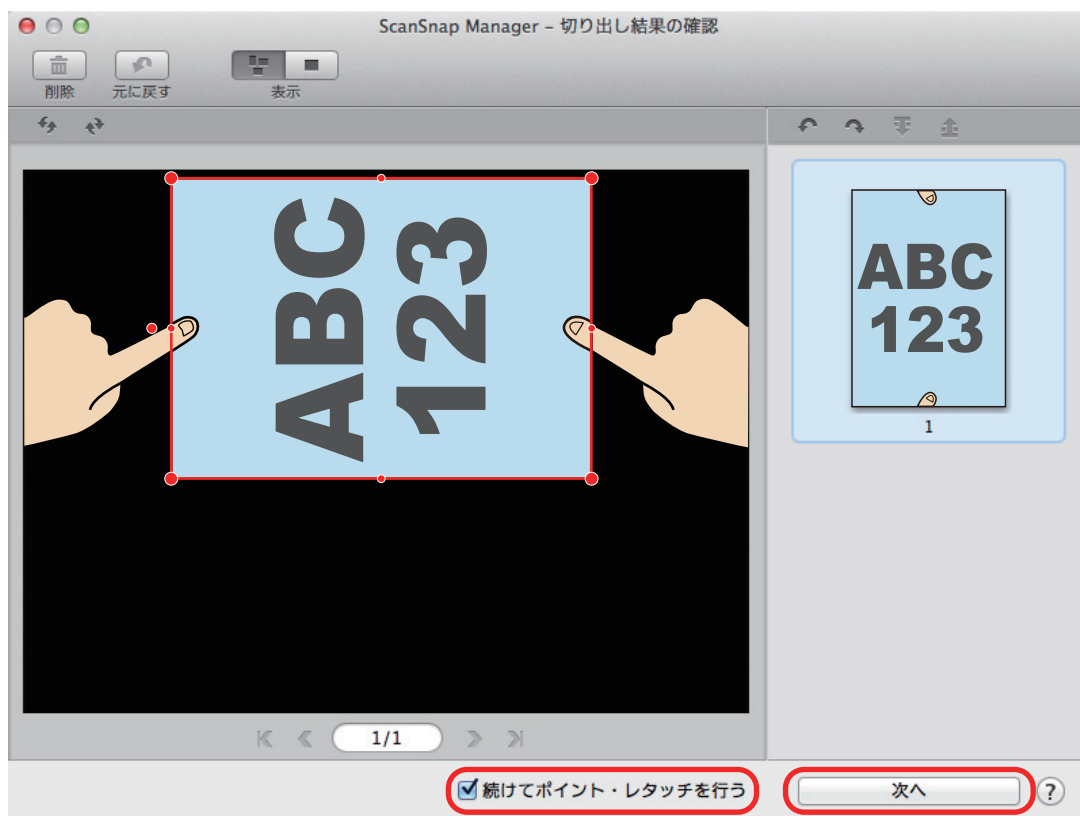 ScanSnap Manager – 切り出し結果の確認
削除 元に戻す 表示
ABC
123
ABC
123
1
1/1
続けてポイント・レタッチを行う 次へ ?